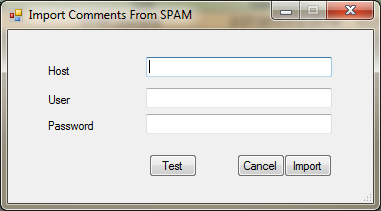 Import Comments From SPAM
Host
User
Password
Test Cancel Import